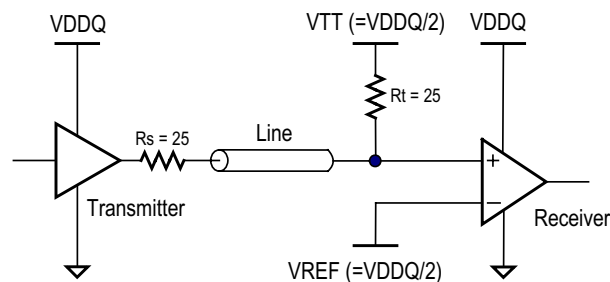 VDDQ
VTT (=VDDQ/2)
VDDQ
Rt = 25
Rs = 25
Line
+
−
Transmitter
Receiver
VREF (=VDDQ/2)